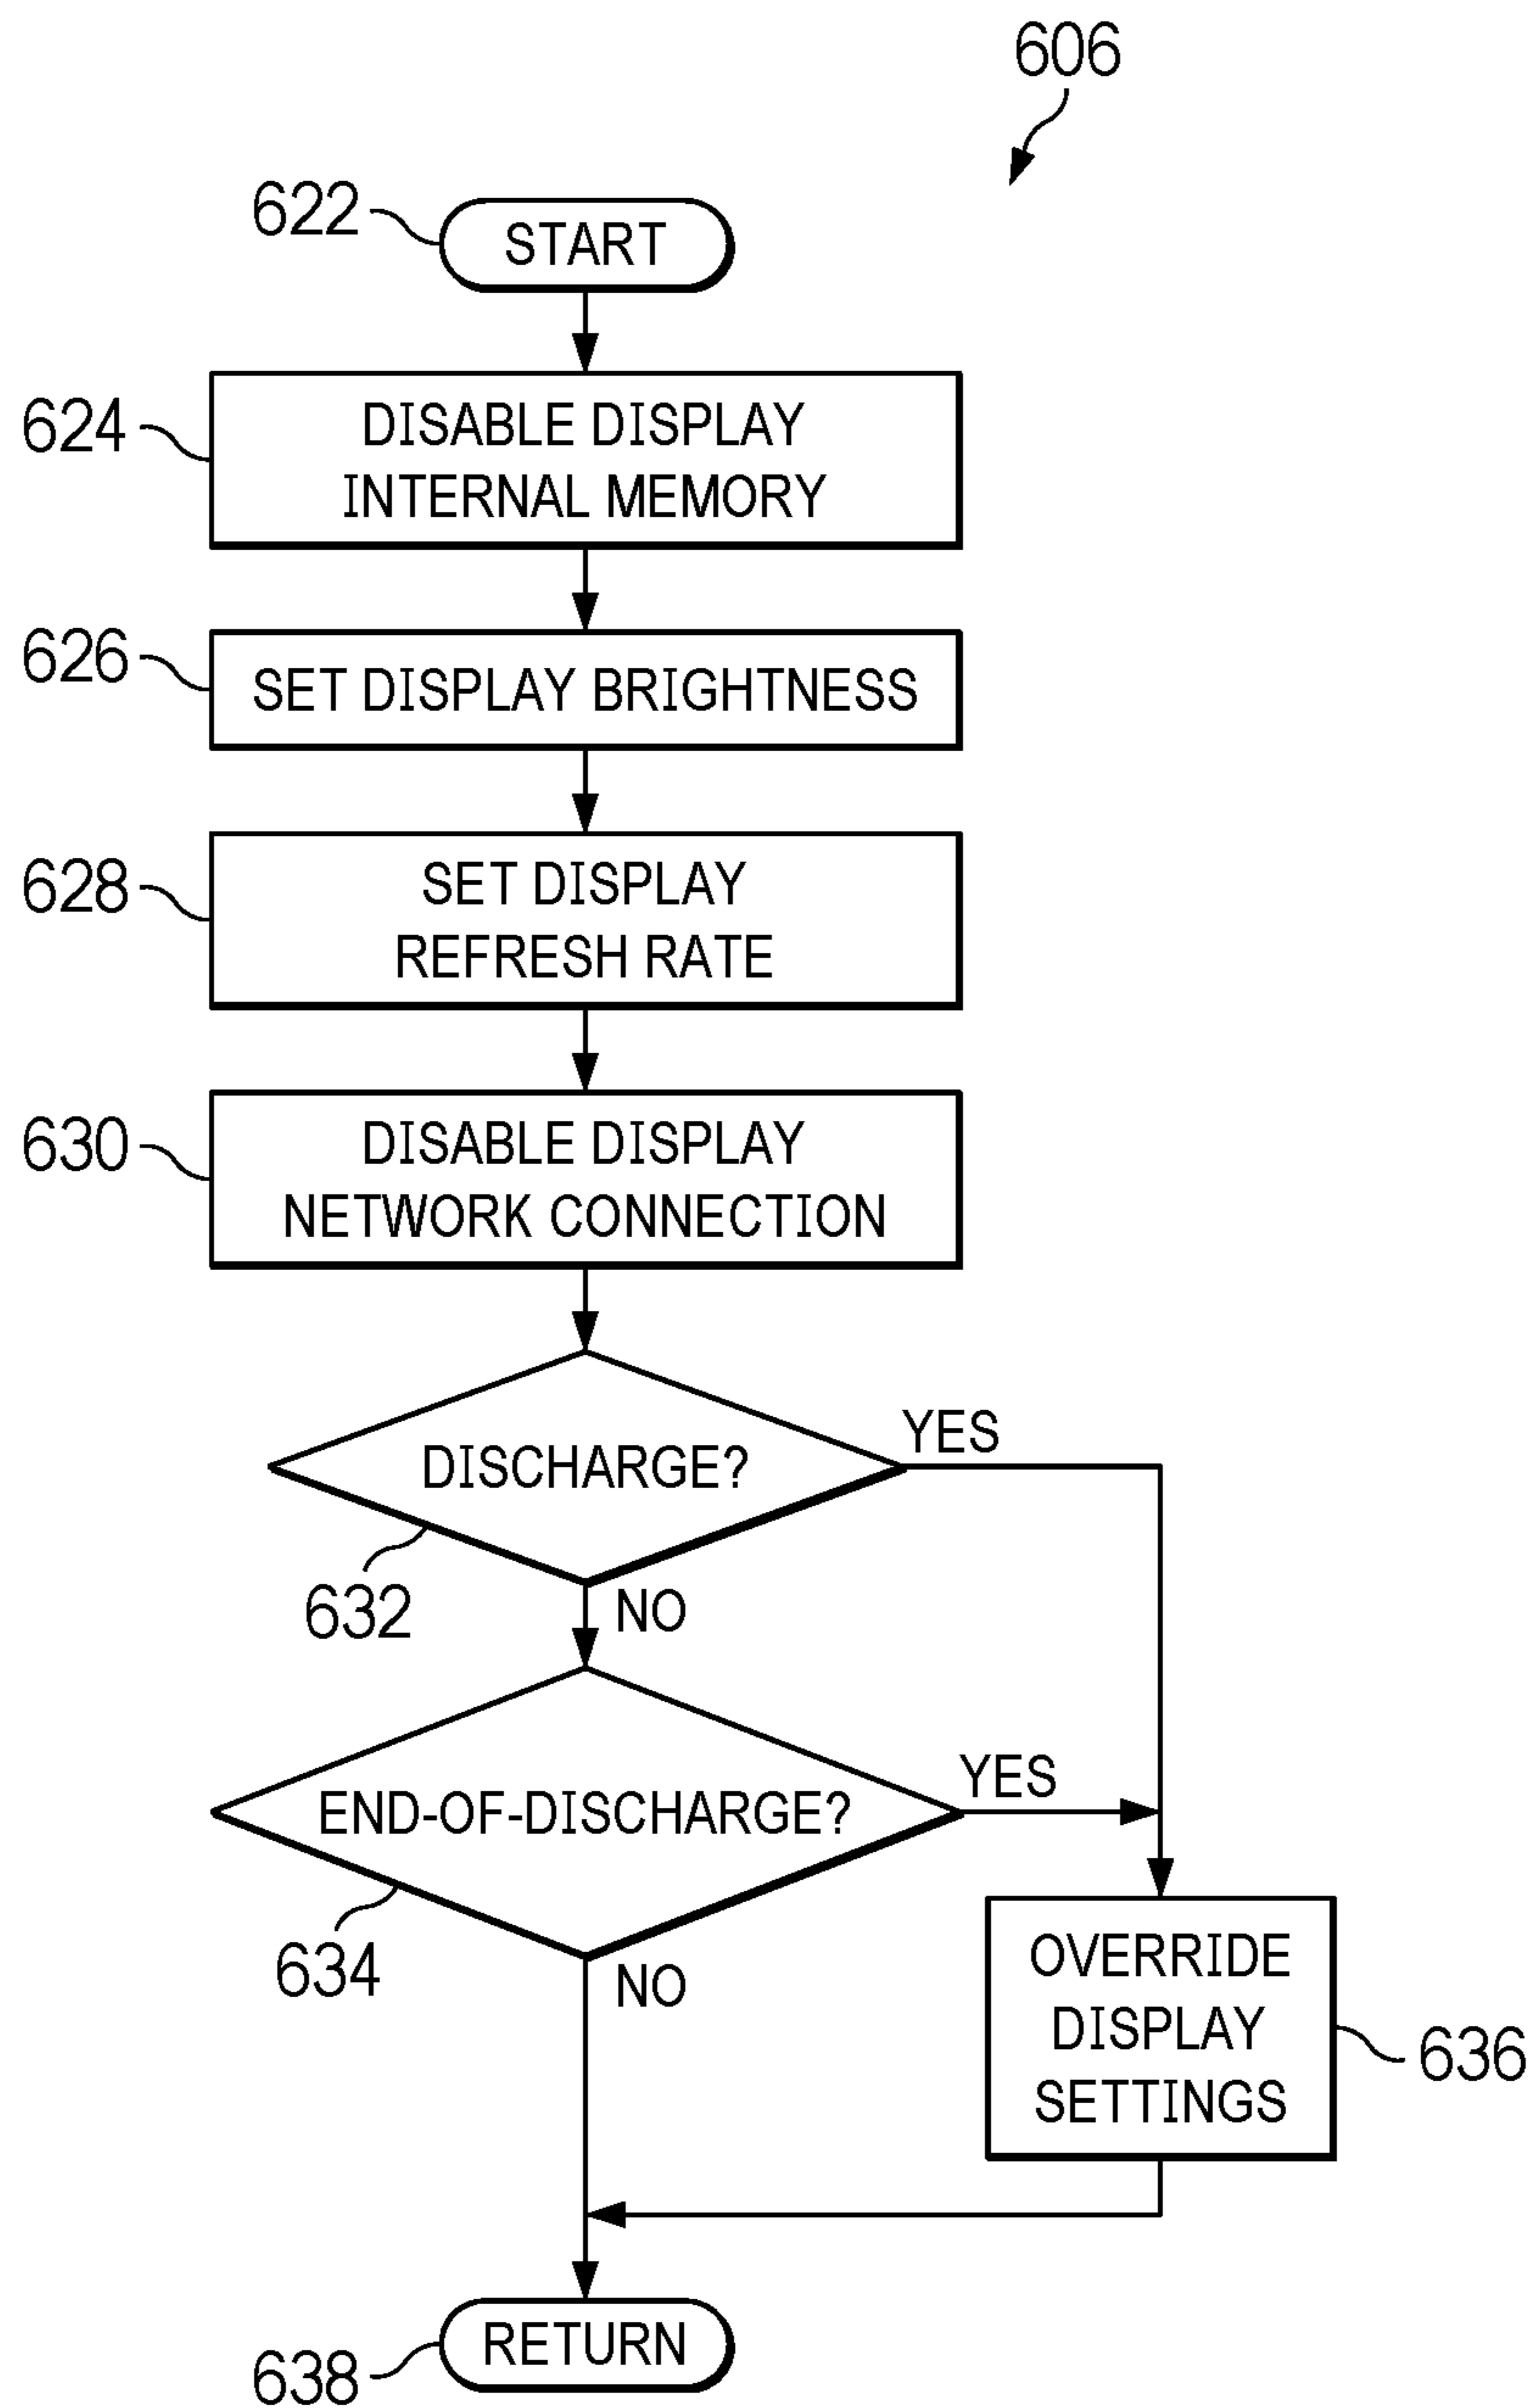 606
622
START
624
DISABLE DISPLAY
INTERNAL MEMORY
626
SET DISPLAY BRIGHTNESS
628
SET DISPLAY
REFRESH RATE
630
DISABLE DISPLAY
NETWORK CONNECTION
DISCHARGE?
YES
632
NO
END-OF-DISCHARGE?
YES
634
NO
OVERRIDE
DISPLAY
SETTINGS
636
RETURN
638